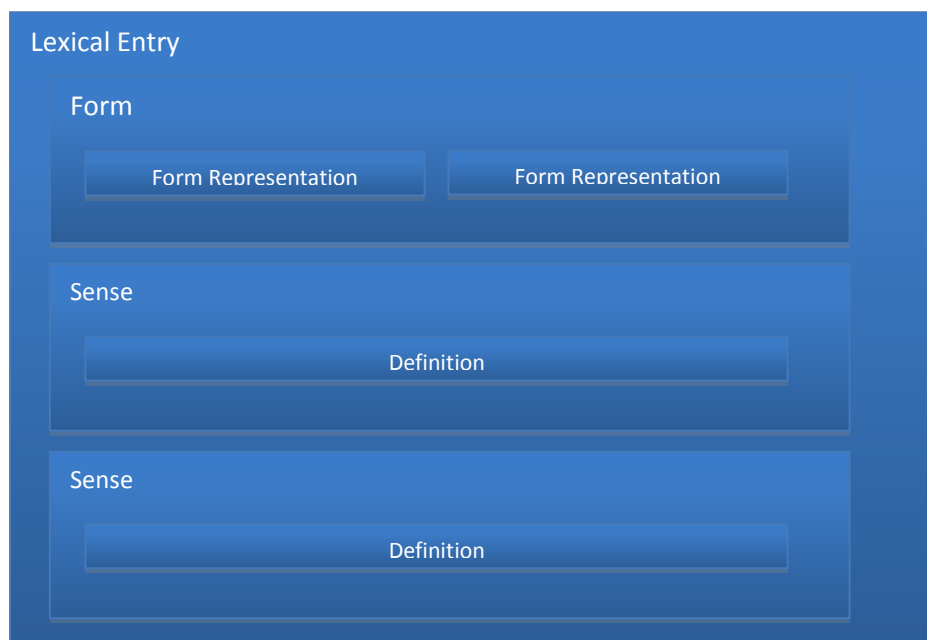 Lexical Entry
Form
Form Representation
Form Representation
Sense
Definition
Sense
Definition